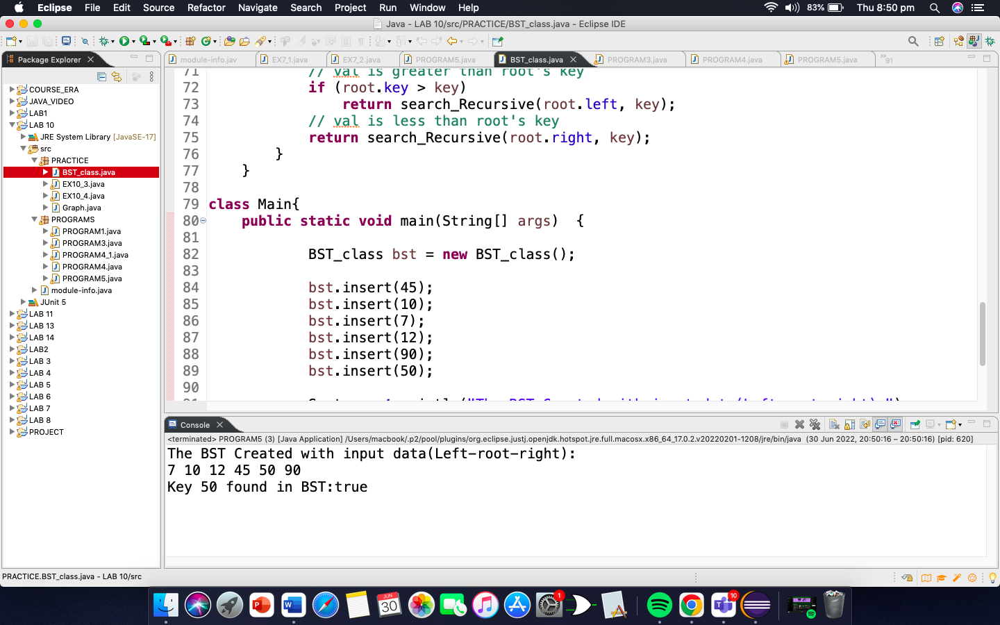 Eclipse File Edit Source Refactor Navigate Search Project Run Window Help 83% Thu 8:50 pm
Java - LAB 10/src/PRACTICE/BST_class.java - Eclipse IDE
Package Explorer
COURSE_ERA
JAVA_VIDEO
LAB1
LAB 10
JRE System Library [JavaSE-17]
src
PRACTICE
BST_class.java
EX10_3.java
EX10_4.java
Graph.java
PROGRAMS
PROGRAM1.java
PROGRAM3.java
PROGRAM4_1.java
PROGRAM4.java
PROGRAM5.java
module-info.java
JUnit 5
LAB 11
LAB 13
LAB 14
LAB2
LAB 3
LAB 4
LAB 5
LAB 6
LAB 7
LAB 8
PROJECT
module-info.jav EX7_1.java EX7_2.java PROGRAM5.java BST_class.java PROGRAM3.java PROGRAM4.java PROGRAM5.java 91
71 // val is greater than root's key
72 if (root.key > key)
73 return search_Recursive(root.left, key);
74 // val is less than root's key
75 return search_Recursive(root.right, key);
76 }
77 }
78
79 class Main{
80 public static void main(String[] args) {
81
82 BST_class bst = new BST_class();
83
84 bst.insert(45);
85 bst.insert(10);
86 bst.insert(7);
87 bst.insert(12);
88 bst.insert(90);
89 bst.insert(50);
90
Console
<terminated> PROGRAM5 (3) [Java Application] /Users/macbook/.p2/pool/plugins/org.eclipse.justj.openjdk.hotspot.jre.full.macosx.x86_64_17.0.2.v20220201-1208/jre/bin/java (30 Jun 2022, 20:50:16 – 20:50:16) [pid: 620]
The BST Created with input data(Left-root-right):
7 10 12 45 50 90
Key 50 found in BST:true
PRACTICE.BST_class.java - LAB 10/src
JUN
30
1
10